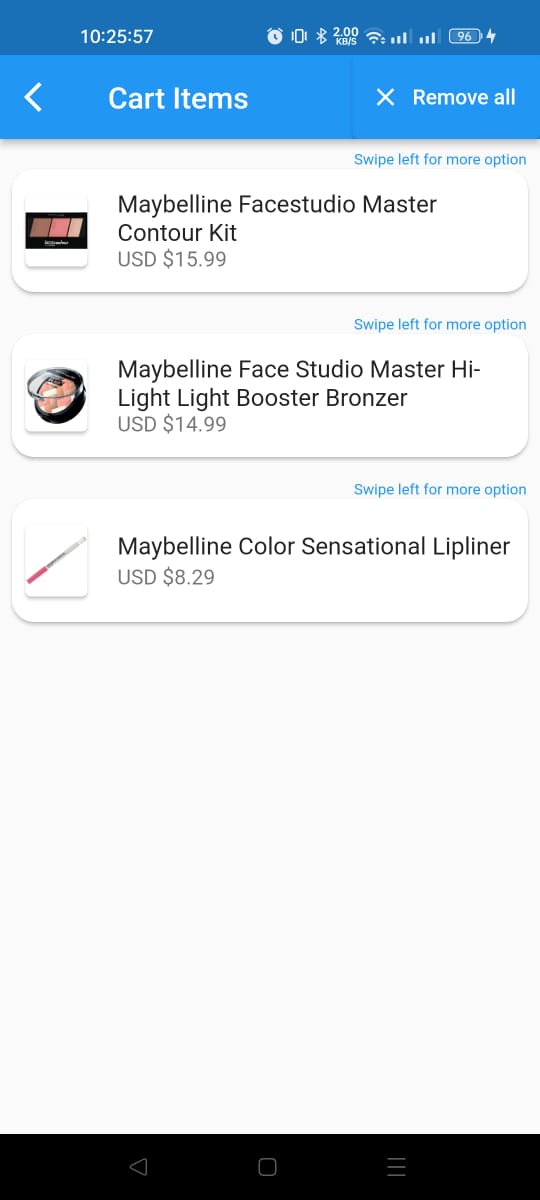 10:25:57
2.00
KB/S
96
Cart Items
Remove all
Swipe left for more option
Maybelline Facestudio Master
Contour Kit
USD $15.99
Swipe left for more option
Maybelline Face Studio Master Hi-
Light Light Booster Bronzer
USD $14.99
Swipe left for more option
Maybelline Color Sensational Lipliner
USD $8.29